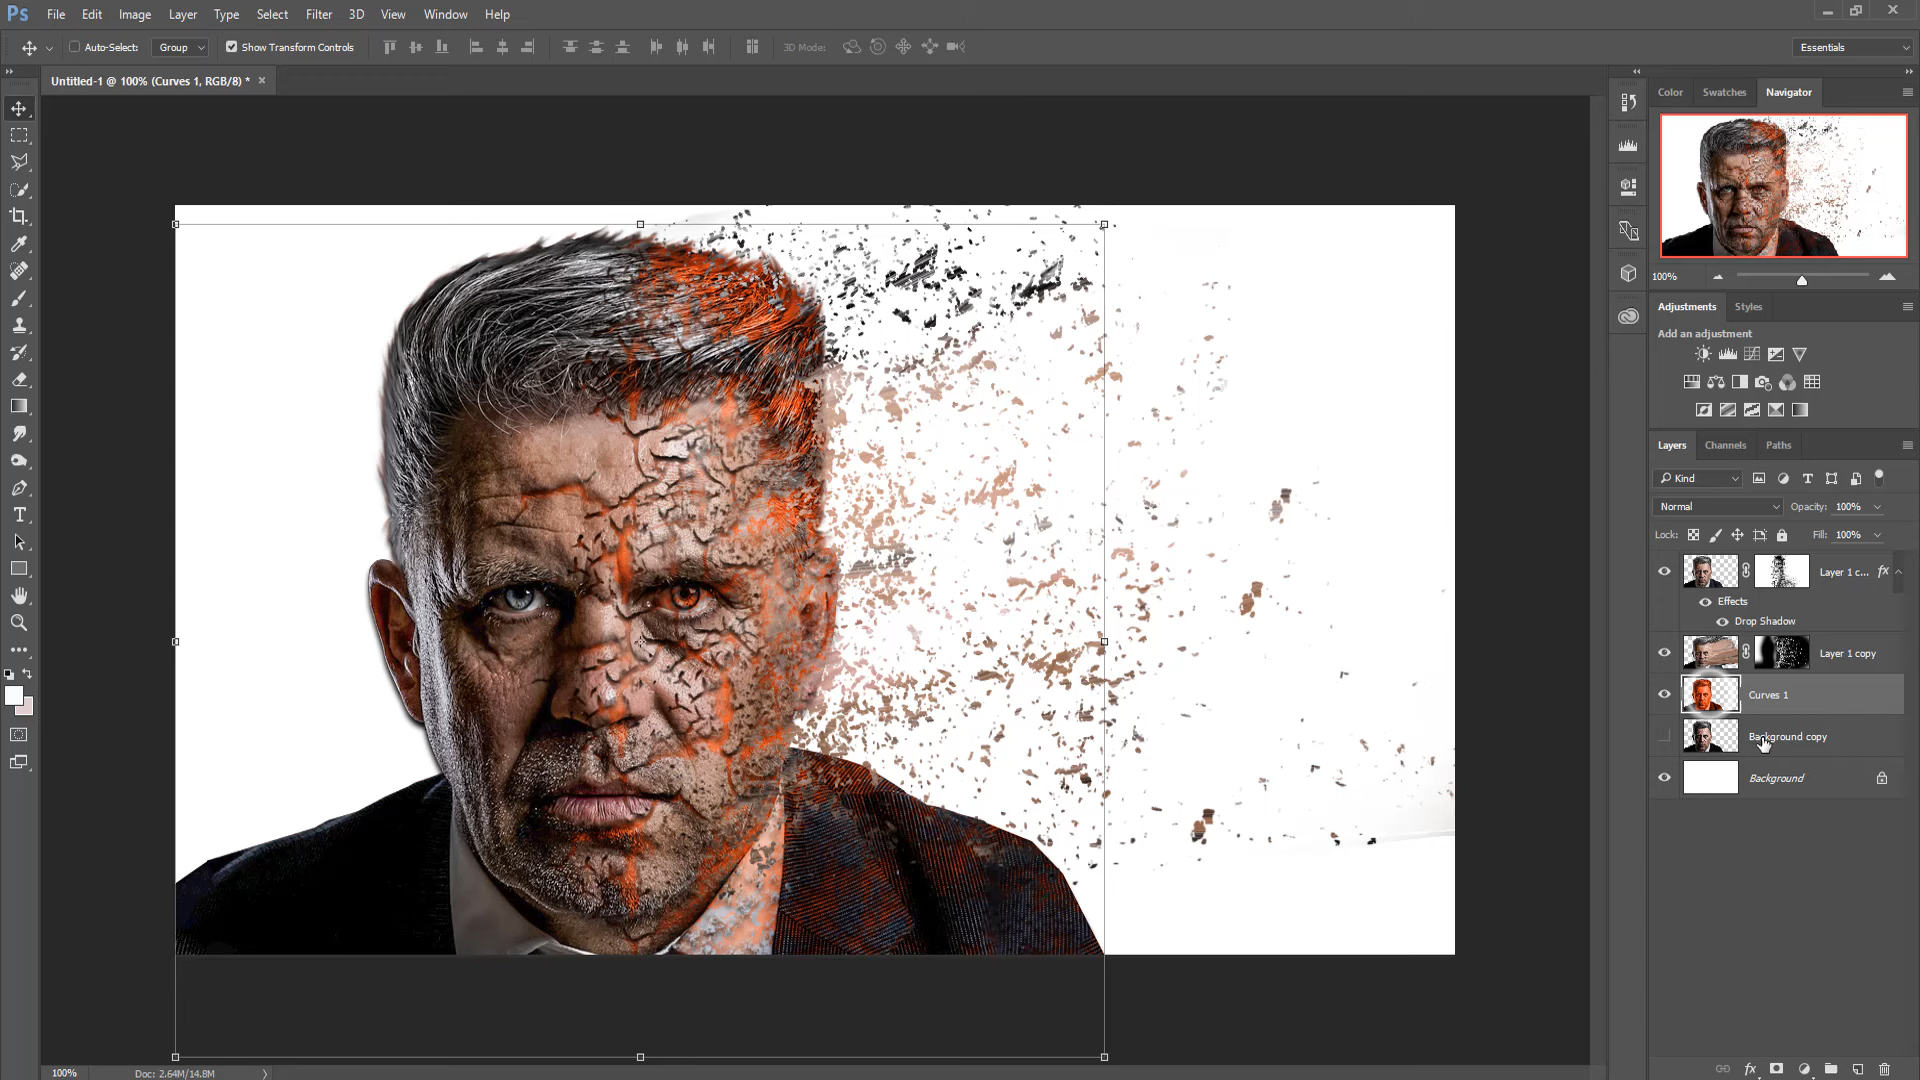 Ps File Edit Image Layer Type Select Filter 3D View Window Help
Auto-Select: Group Show Transform Controls 3D Mode: Essentials
Untitled-1 @ 100% (Curves 1, RGB/8) * ×
Color Swatches Navigator
100%
Adjustments Styles
Add an adjustment
Layers Channels Paths
Kind
Normal Opacity: 100%
Lock: Fill: 100%
Layer 1 c... fx
Effects
Drop Shadow
Layer 1 copy
Curves 1
Background copy
Background
100% Doc: 2.64M/14.8M
fx